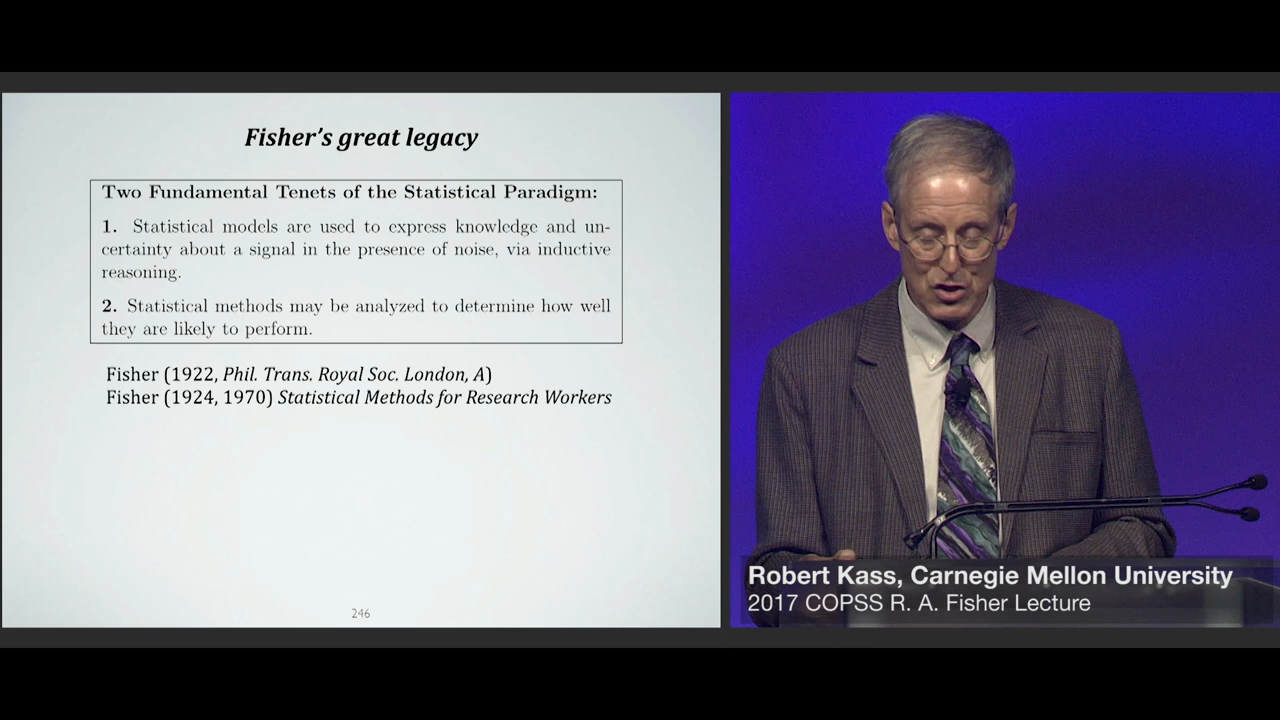 Fisher's great legacy
Two Fundamental Tenets of the Statistical Paradigm:
1. Statistical models are used to express knowledge and un-
certainty about a signal in the presence of noise, via inductive
reasoning.
2. Statistical methods may be analyzed to determine how well
they are likely to perform.
Fisher (1922, Phil. Trans. Royal Soc. London, A)
Fisher (1924, 1970) Statistical Methods for Research Workers
246
Robert Kass, Carnegie Mellon University
2017 COPSS R. A. Fisher Lecture